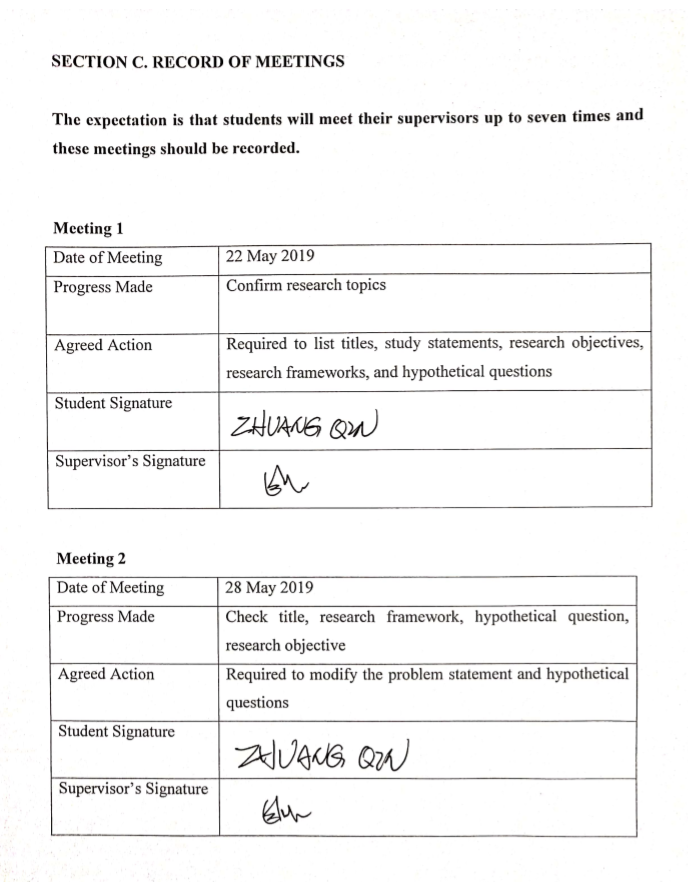 SECTION C. RECORD OF MEETINGS
The expectation is that students will meet their supervisors up to seven times and
these meetings should be recorded.
Meeting 1
Date of Meeting 22 May 2019
Progress Made Confirm research topics
Agreed Action Required to list titles, study statements, research objectives,
research frameworks, and hypothetical questions
Student Signature ZHUANG QIN
Supervisor's Signature
Meeting 2
Date of Meeting 28 May 2019
Progress Made Check title, research framework, hypothetical question,
research objective
Agreed Action Required to modify the problem statement and hypothetical
questions
Student Signature ZHUANG QIN
Supervisor's Signature